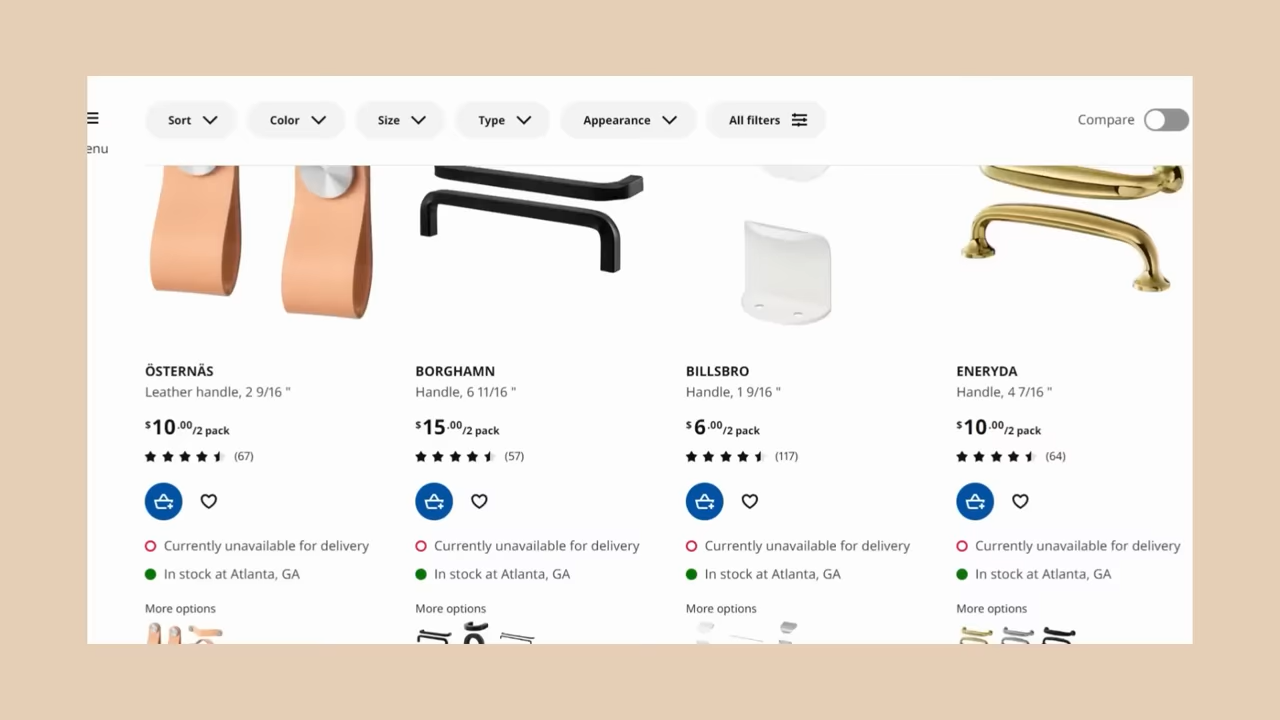 Sort Color Size Type Appearance All filters Compare
enu
ÖSTERNÄS BORGHAMN BILLSBRO ENERYDA
Leather handle, 2 9/16 " Handle, 6 11/16 " Handle, 1 9/16 " Handle, 4 7/16 "
$10.00/2 pack $15.00/2 pack $6.00/2 pack $10.00/2 pack
(67) (57) (117) (64)
Currently unavailable for delivery Currently unavailable for delivery Currently unavailable for delivery Currently unavailable for delivery
In stock at Atlanta, GA In stock at Atlanta, GA In stock at Atlanta, GA In stock at Atlanta, GA
More options More options More options More options